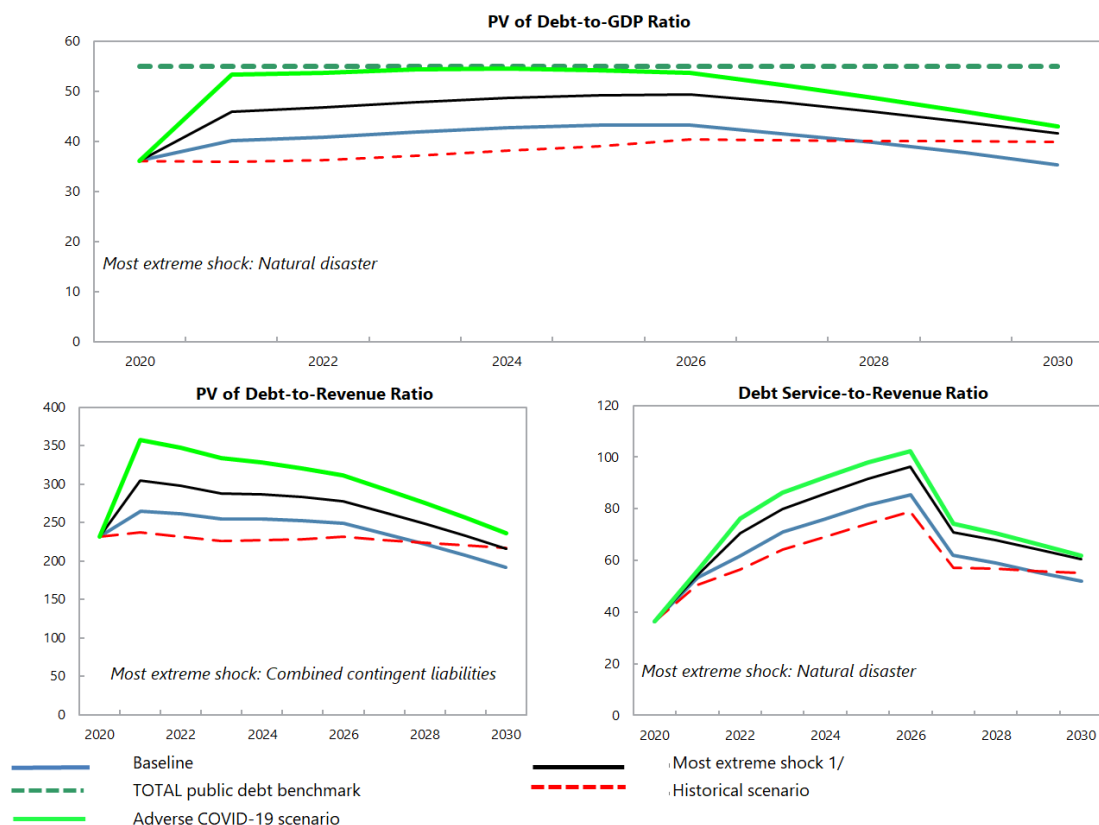 PV of Debt-to-GDP Ratio
60
50
40
30
20
10
0
Most extreme shock: Natural disaster
2020 2022 2024 2026 2028 2030
PV of Debt-to-Revenue Ratio
400
350
300
250
200
150
100
50
0
Most extreme shock: Combined contingent liabilities
2020 2022 2024 2026 2028 2030
Debt Service-to-Revenue Ratio
120
100
80
60
40
20
0
Most extreme shock: Natural disaster
2020 2022 2024 2026 2028 2030
Baseline
Most extreme shock 1/
TOTAL public debt benchmark
Historical scenario
Adverse COVID-19 scenario